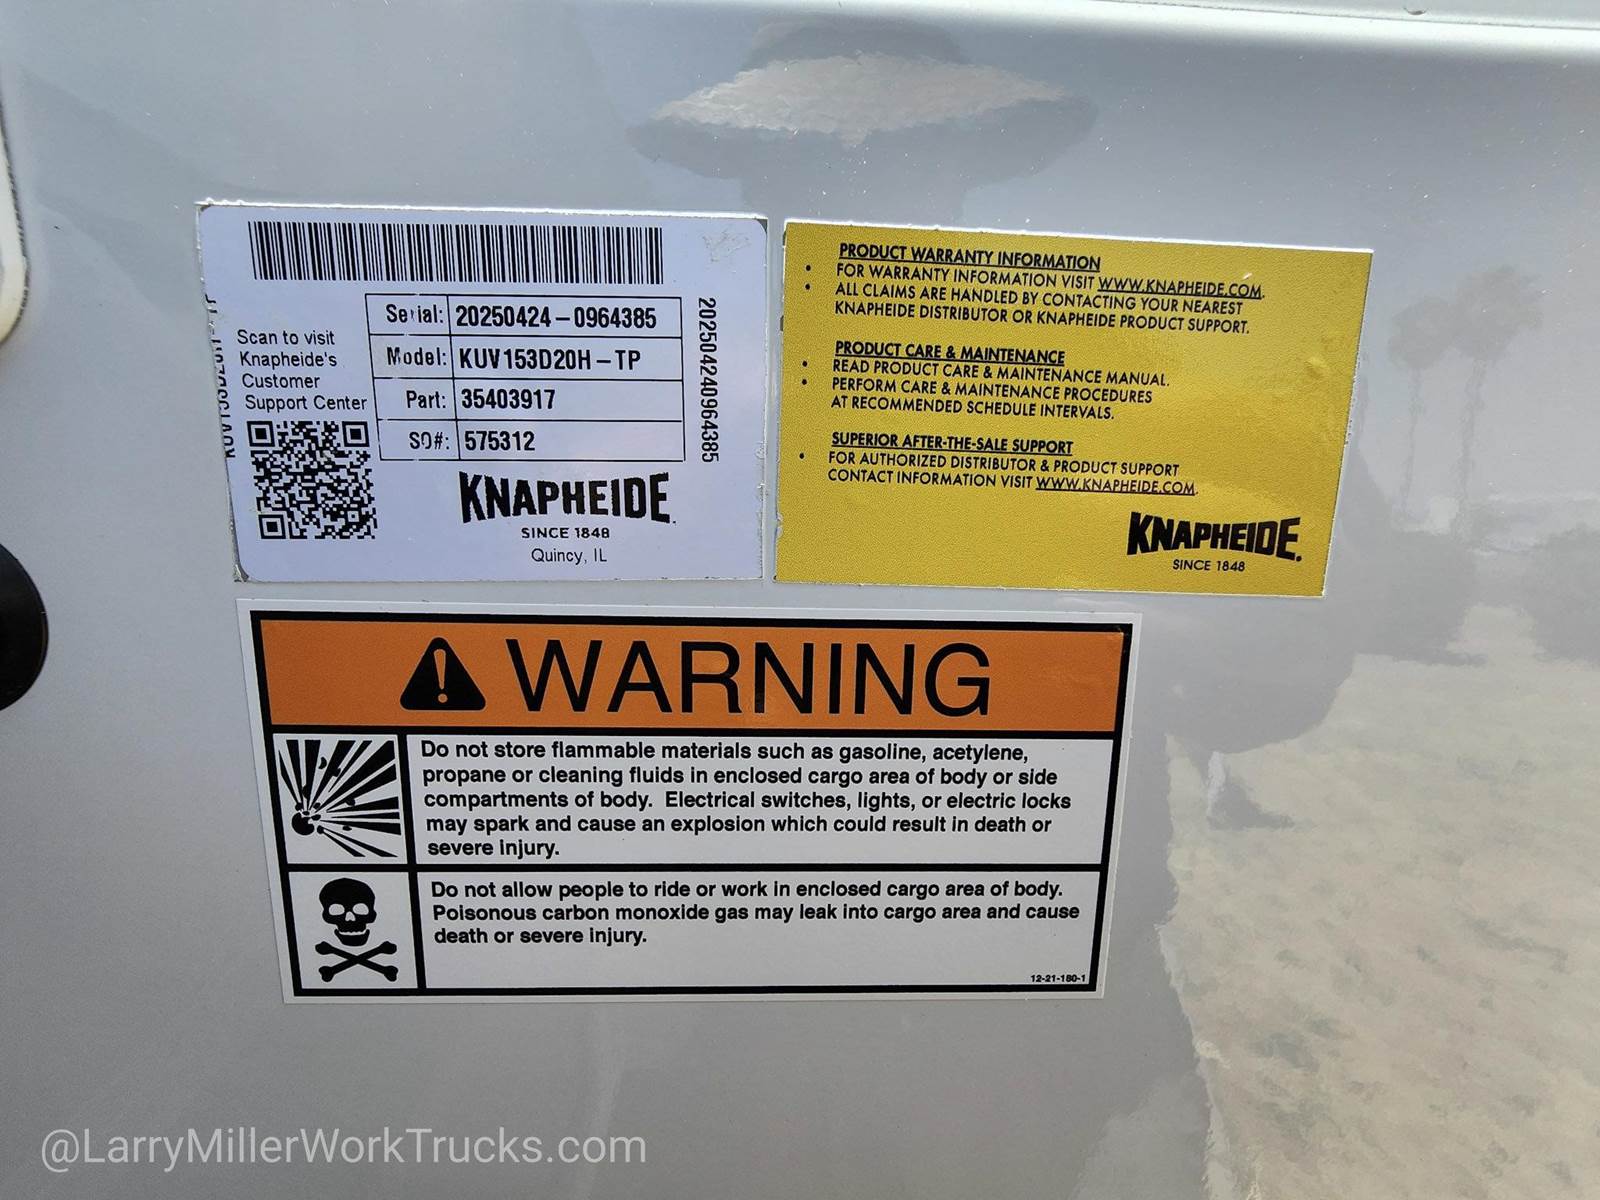 Serial: 20250424-0964385
Model: KUV153D20H-TP
Part: 35403917
SO#: 575312
202504240964385
Scan to visit
Knapheide's
Customer
Support Center
KNAPHEIDE.
SINCE 1848
Quincy, IL
PRODUCT WARRANTY INFORMATION
• FOR WARRANTY INFORMATION VISIT WWW.KNAPHEIDE.COM.
• ALL CLAIMS ARE HANDLED BY CONTACTING YOUR NEAREST
KNAPHEIDE DISTRIBUTOR OR KNAPHEIDE PRODUCT SUPPORT.
PRODUCT CARE & MAINTENANCE
• READ PRODUCT CARE & MAINTENANCE MANUAL.
• PERFORM CARE & MAINTENANCE PROCEDURES
AT RECOMMENDED SCHEDULE INTERVALS.
SUPERIOR AFTER-THE-SALE SUPPORT
• FOR AUTHORIZED DISTRIBUTOR & PRODUCT SUPPORT
CONTACT INFORMATION VISIT WWW.KNAPHEIDE.COM.
KNAPHEIDE.
SINCE 1848
WARNING
Do not store flammable materials such as gasoline, acetylene,
propane or cleaning fluids in enclosed cargo area of body or side
compartments of body. Electrical switches, lights, or electric locks
may spark and cause an explosion which could result in death or
severe injury.
Do not allow people to ride or work in enclosed cargo area of body.
Poisonous carbon monoxide gas may leak into cargo area and cause
death or severe injury.
12-21-180-1
@LarryMillerWorkTrucks.com